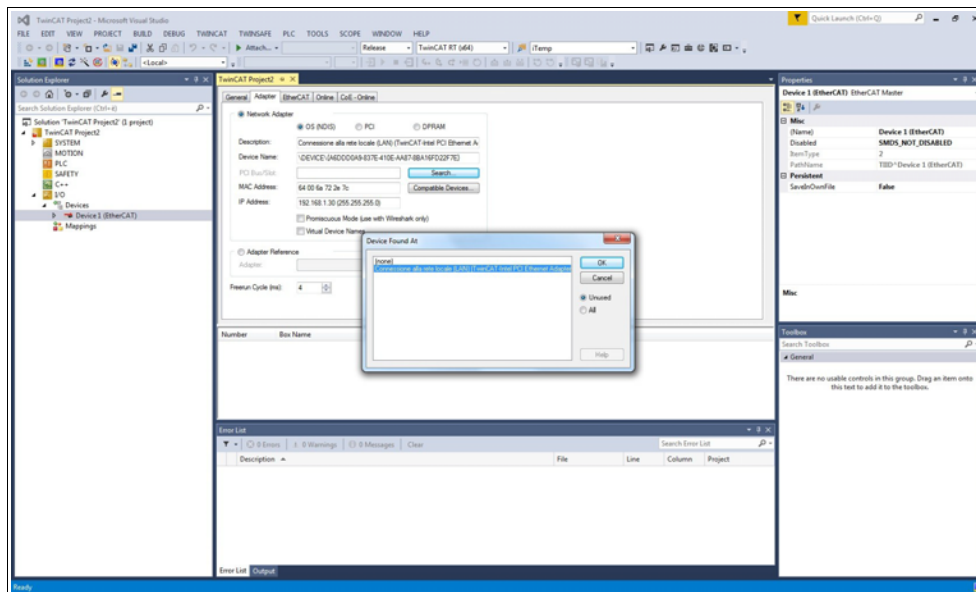 TwinCAT Project2 - Microsoft Visual Studio
Quick Launch (Ctrl+Q)
FILE EDIT VIEW PROJECT BUILD DEBUG TWINCAT TWINSAFE PLC TOOLS SCOPE WINDOW HELP
Attach... Release TwinCAT RT (x64) iTemp
<Local>
Solution Explorer
Search Solution Explorer (Ctrl+è)
Solution 'TwinCAT Project2' (1 project)
TwinCAT Project2
SYSTEM
MOTION
PLC
SAFETY
C++
I/O
Devices
Device 1 (EtherCAT)
Mappings
TwinCAT Project2
General Adapter EtherCAT Online CoE - Online
Network Adapter
OS (NDIS) PCI DPRAM
Description: Connessione alla rete locale (LAN) (TwinCAT-Intel PCI Ethernet A
Device Name:
PCI Bus/Slot: Search...
MAC Address: 64 00 6a 72 2e 7c Compatible Devices...
IP Address: 192.168.1.30 (255.255.255.0)
Promiscuous Mode (use with Wireshark only)
Virtual Device Names
Adapter Reference
Adapter:
Freerun Cycle (ms): 4
Number Box Name
Device Found At
(none)
Connessione alla rete locale (LAN) (TwinCAT-Intel PCI Ethernet Adapter
OK
Cancel
Unused
All
Help
Error List
0 Errors 0 Warnings 0 Messages Clear
Search Error List
Description File Line Column Project
Error List Output
Properties
Device 1 (EtherCAT) EtherCAT Master
Misc
(Name) Device 1 (EtherCAT)
Disabled SMDS_NOT_DISABLED
ItemType 2
PathName TIID^Device 1 (EtherCAT)
Persistent
SaveInOwnFile False
Misc
Toolbox
Search Toolbox
General
There are no usable controls in this group. Drag an item onto
this text to add it to the toolbox.
Ready